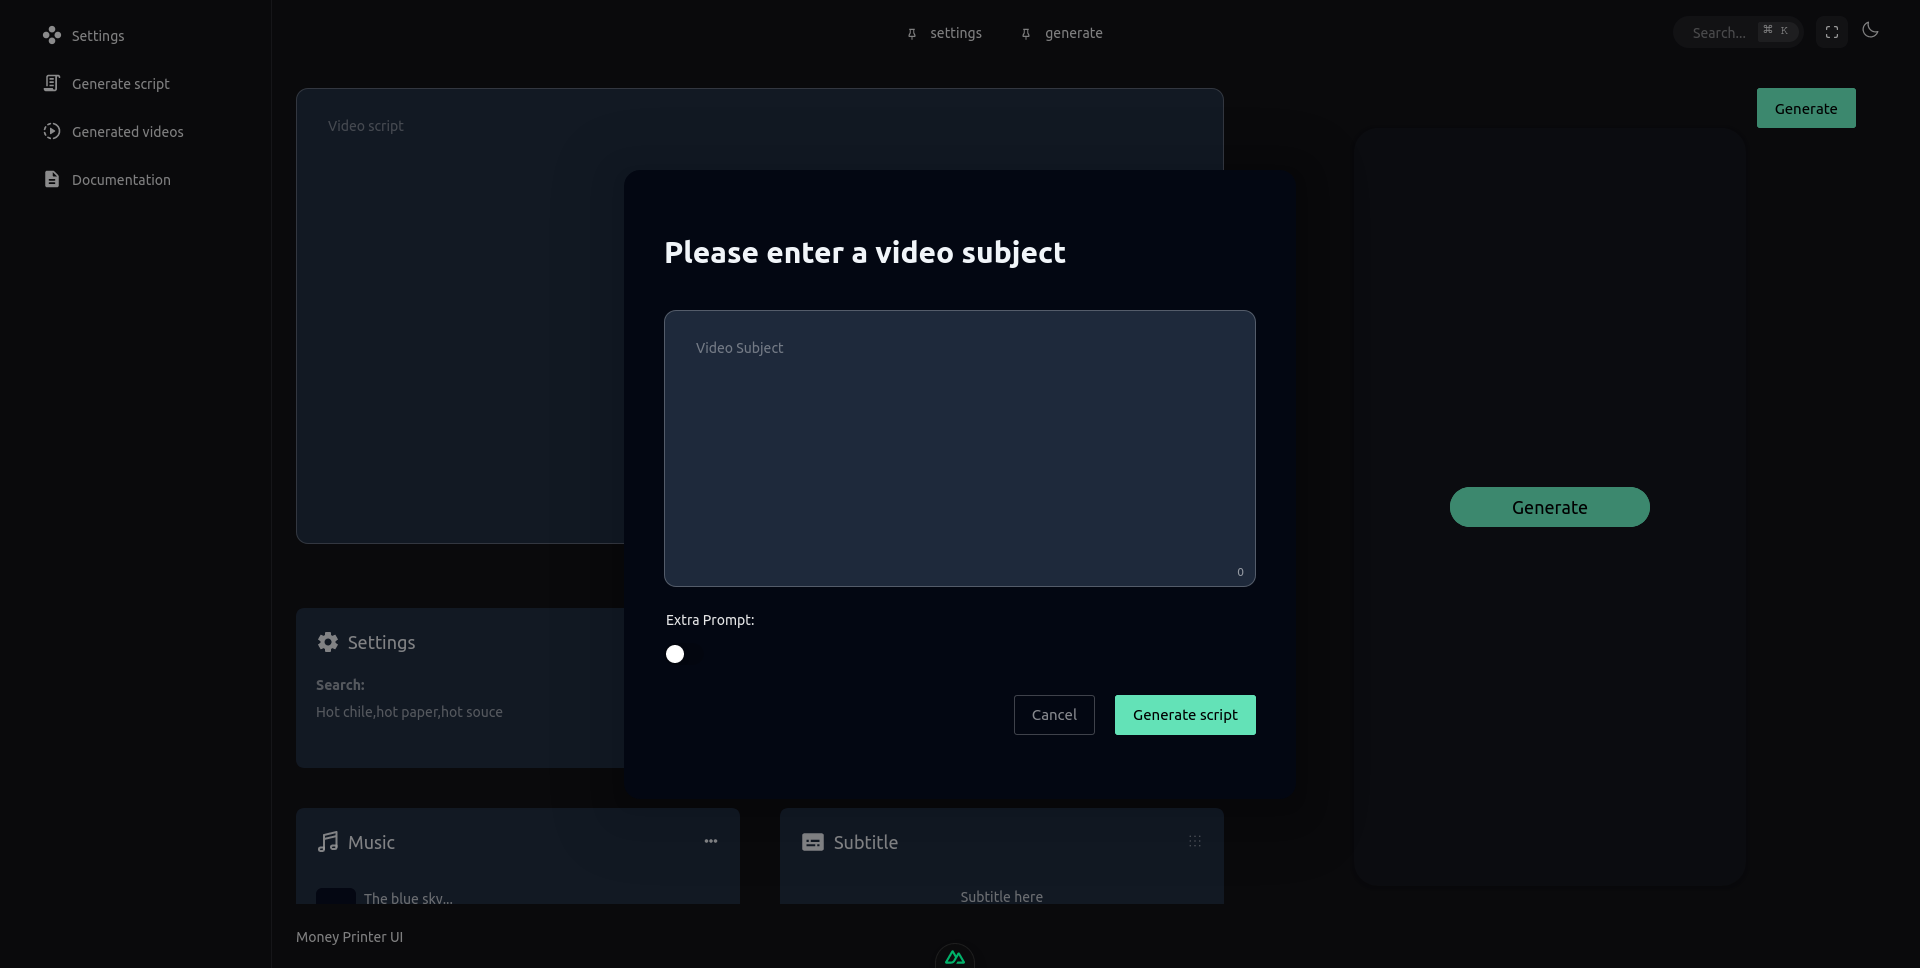 Settings
Generate script
Generated videos
Documentation
settings
generate
Search...
⌘ K
Generate
Video script
Please enter a video subject
Video Subject
0
Extra Prompt:
Cancel
Generate script
Generate
Settings
Search:
Hot chile,hot paper,hot souce
Music
The blue sky...
Subtitle
Subtitle here
Money Printer UI